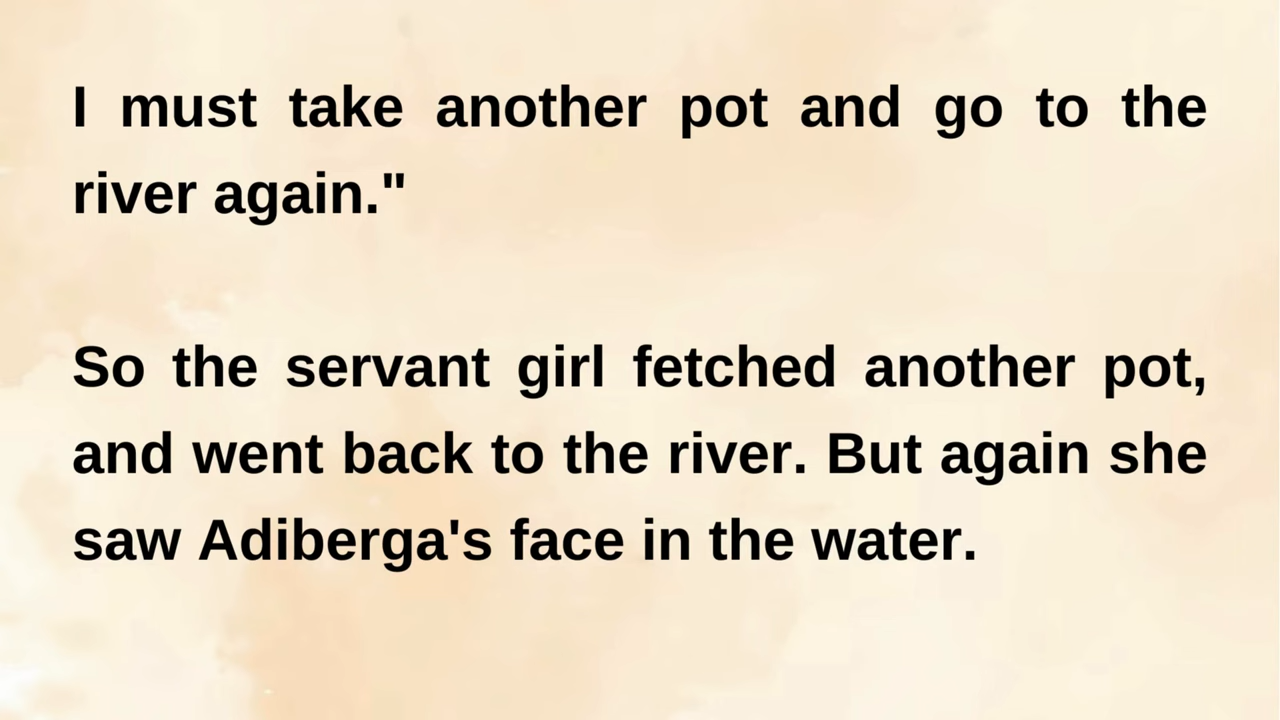 I must take another pot and go to the
river again."
So the servant girl fetched another pot,
and went back to the river. But again she
saw Adiberga's face in the water.